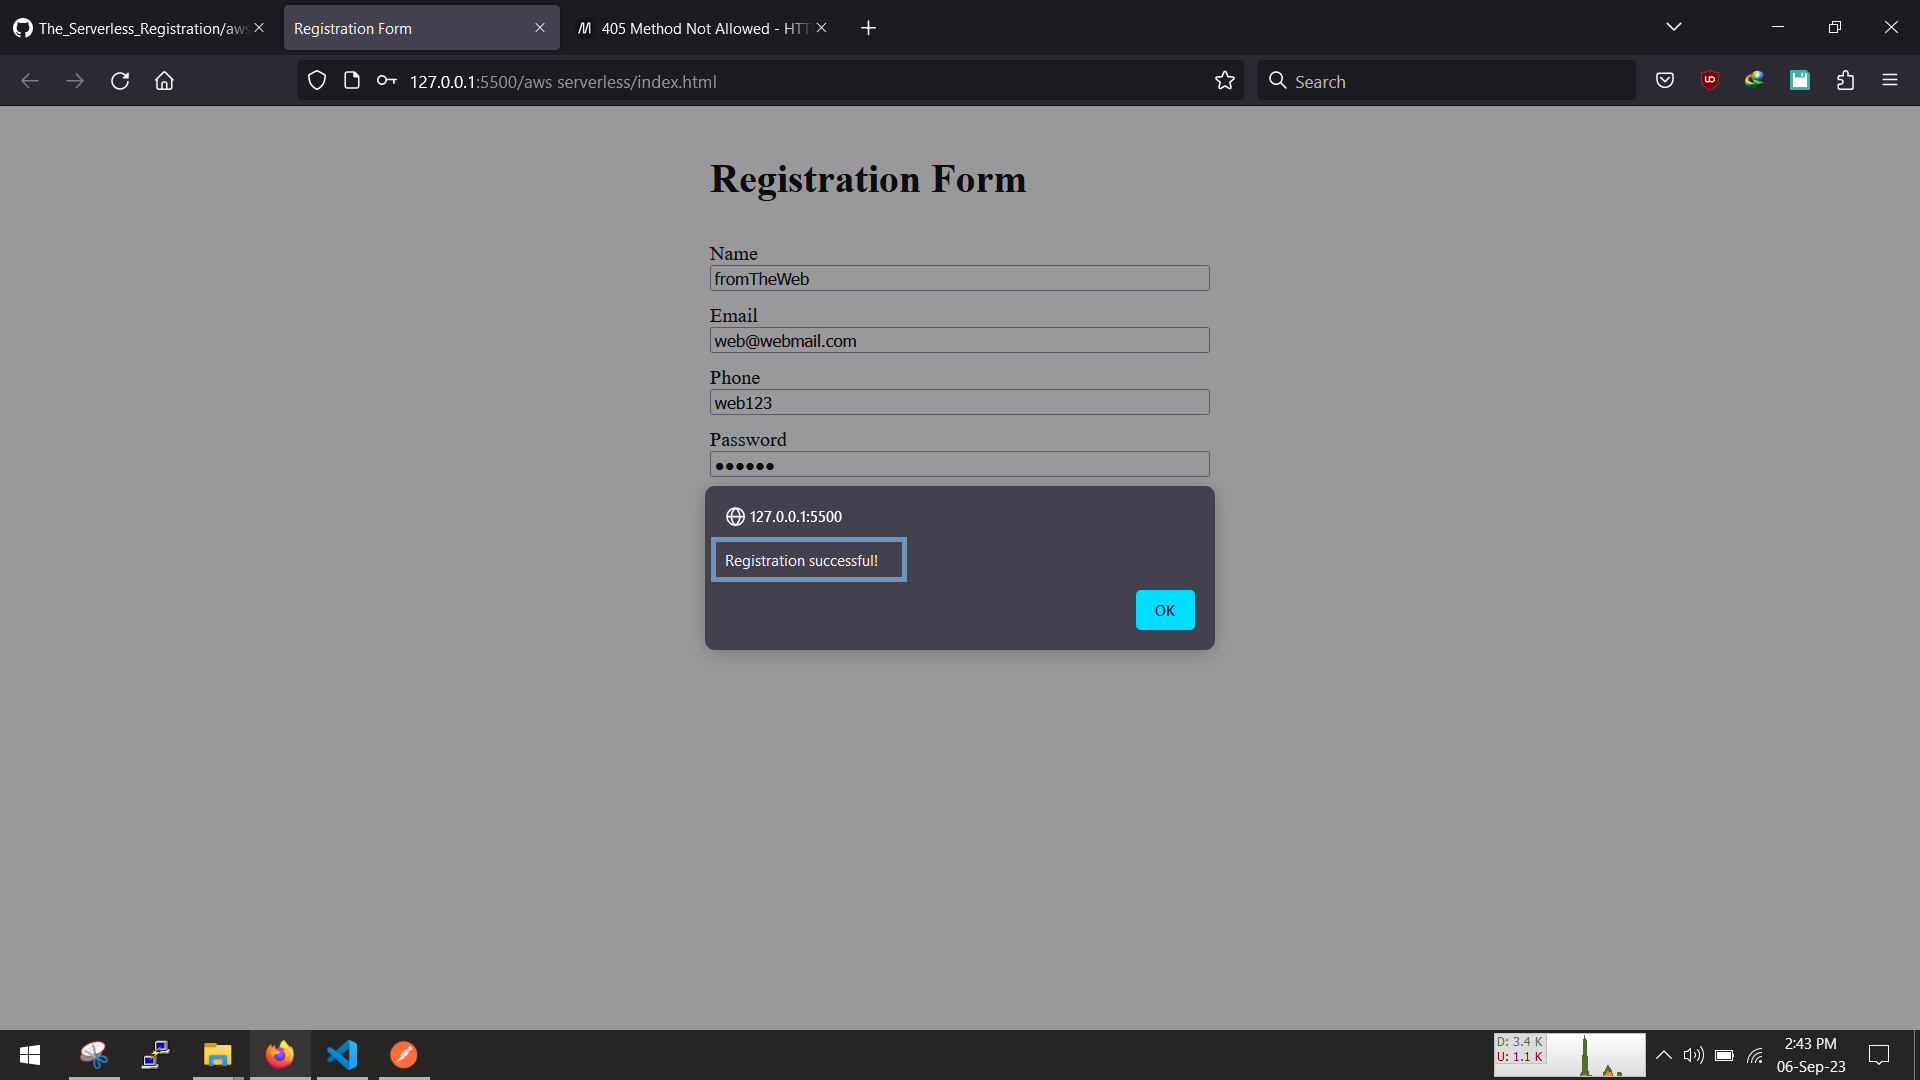 The_Serverless_Registration/aws
Registration Form
405 Method Not Allowed - HTT
127.0.0.1:5500/aws serverless/index.html
Search
Registration Form
Name
fromTheWeb
Email
web@webmail.com
Phone
web123
Password
●●●●●●
127.0.0.1:5500
Registration successful!
OK
D: 3.4 K
U: 1.1 K
2:43 PM
06-Sep-23